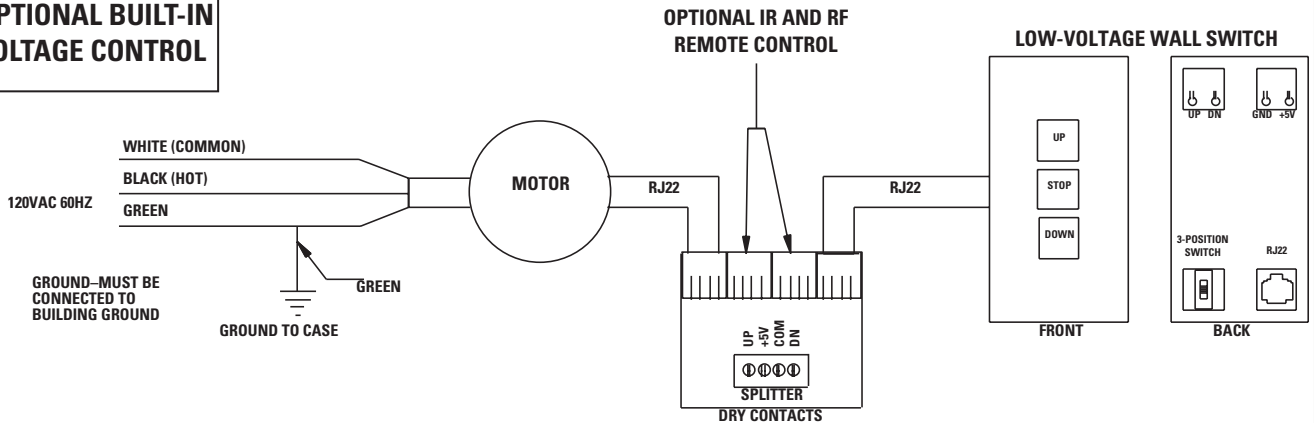 PTIONAL BUILT-IN
OLTAGE CONTROL
OPTIONAL IR AND RF
REMOTE CONTROL
LOW-VOLTAGE WALL SWITCH
120VAC 60HZ
WHITE (COMMON)
BLACK (HOT)
GREEN
GREEN
GROUND–MUST BE
CONNECTED TO
BUILDING GROUND
GROUND TO CASE
MOTOR
RJ22
RJ22
UP
+5V
COM
DN
SPLITTER
DRY CONTACTS
UP
STOP
DOWN
FRONT
UP DN
GND +5V
3-POSITION
SWITCH
RJ22
BACK